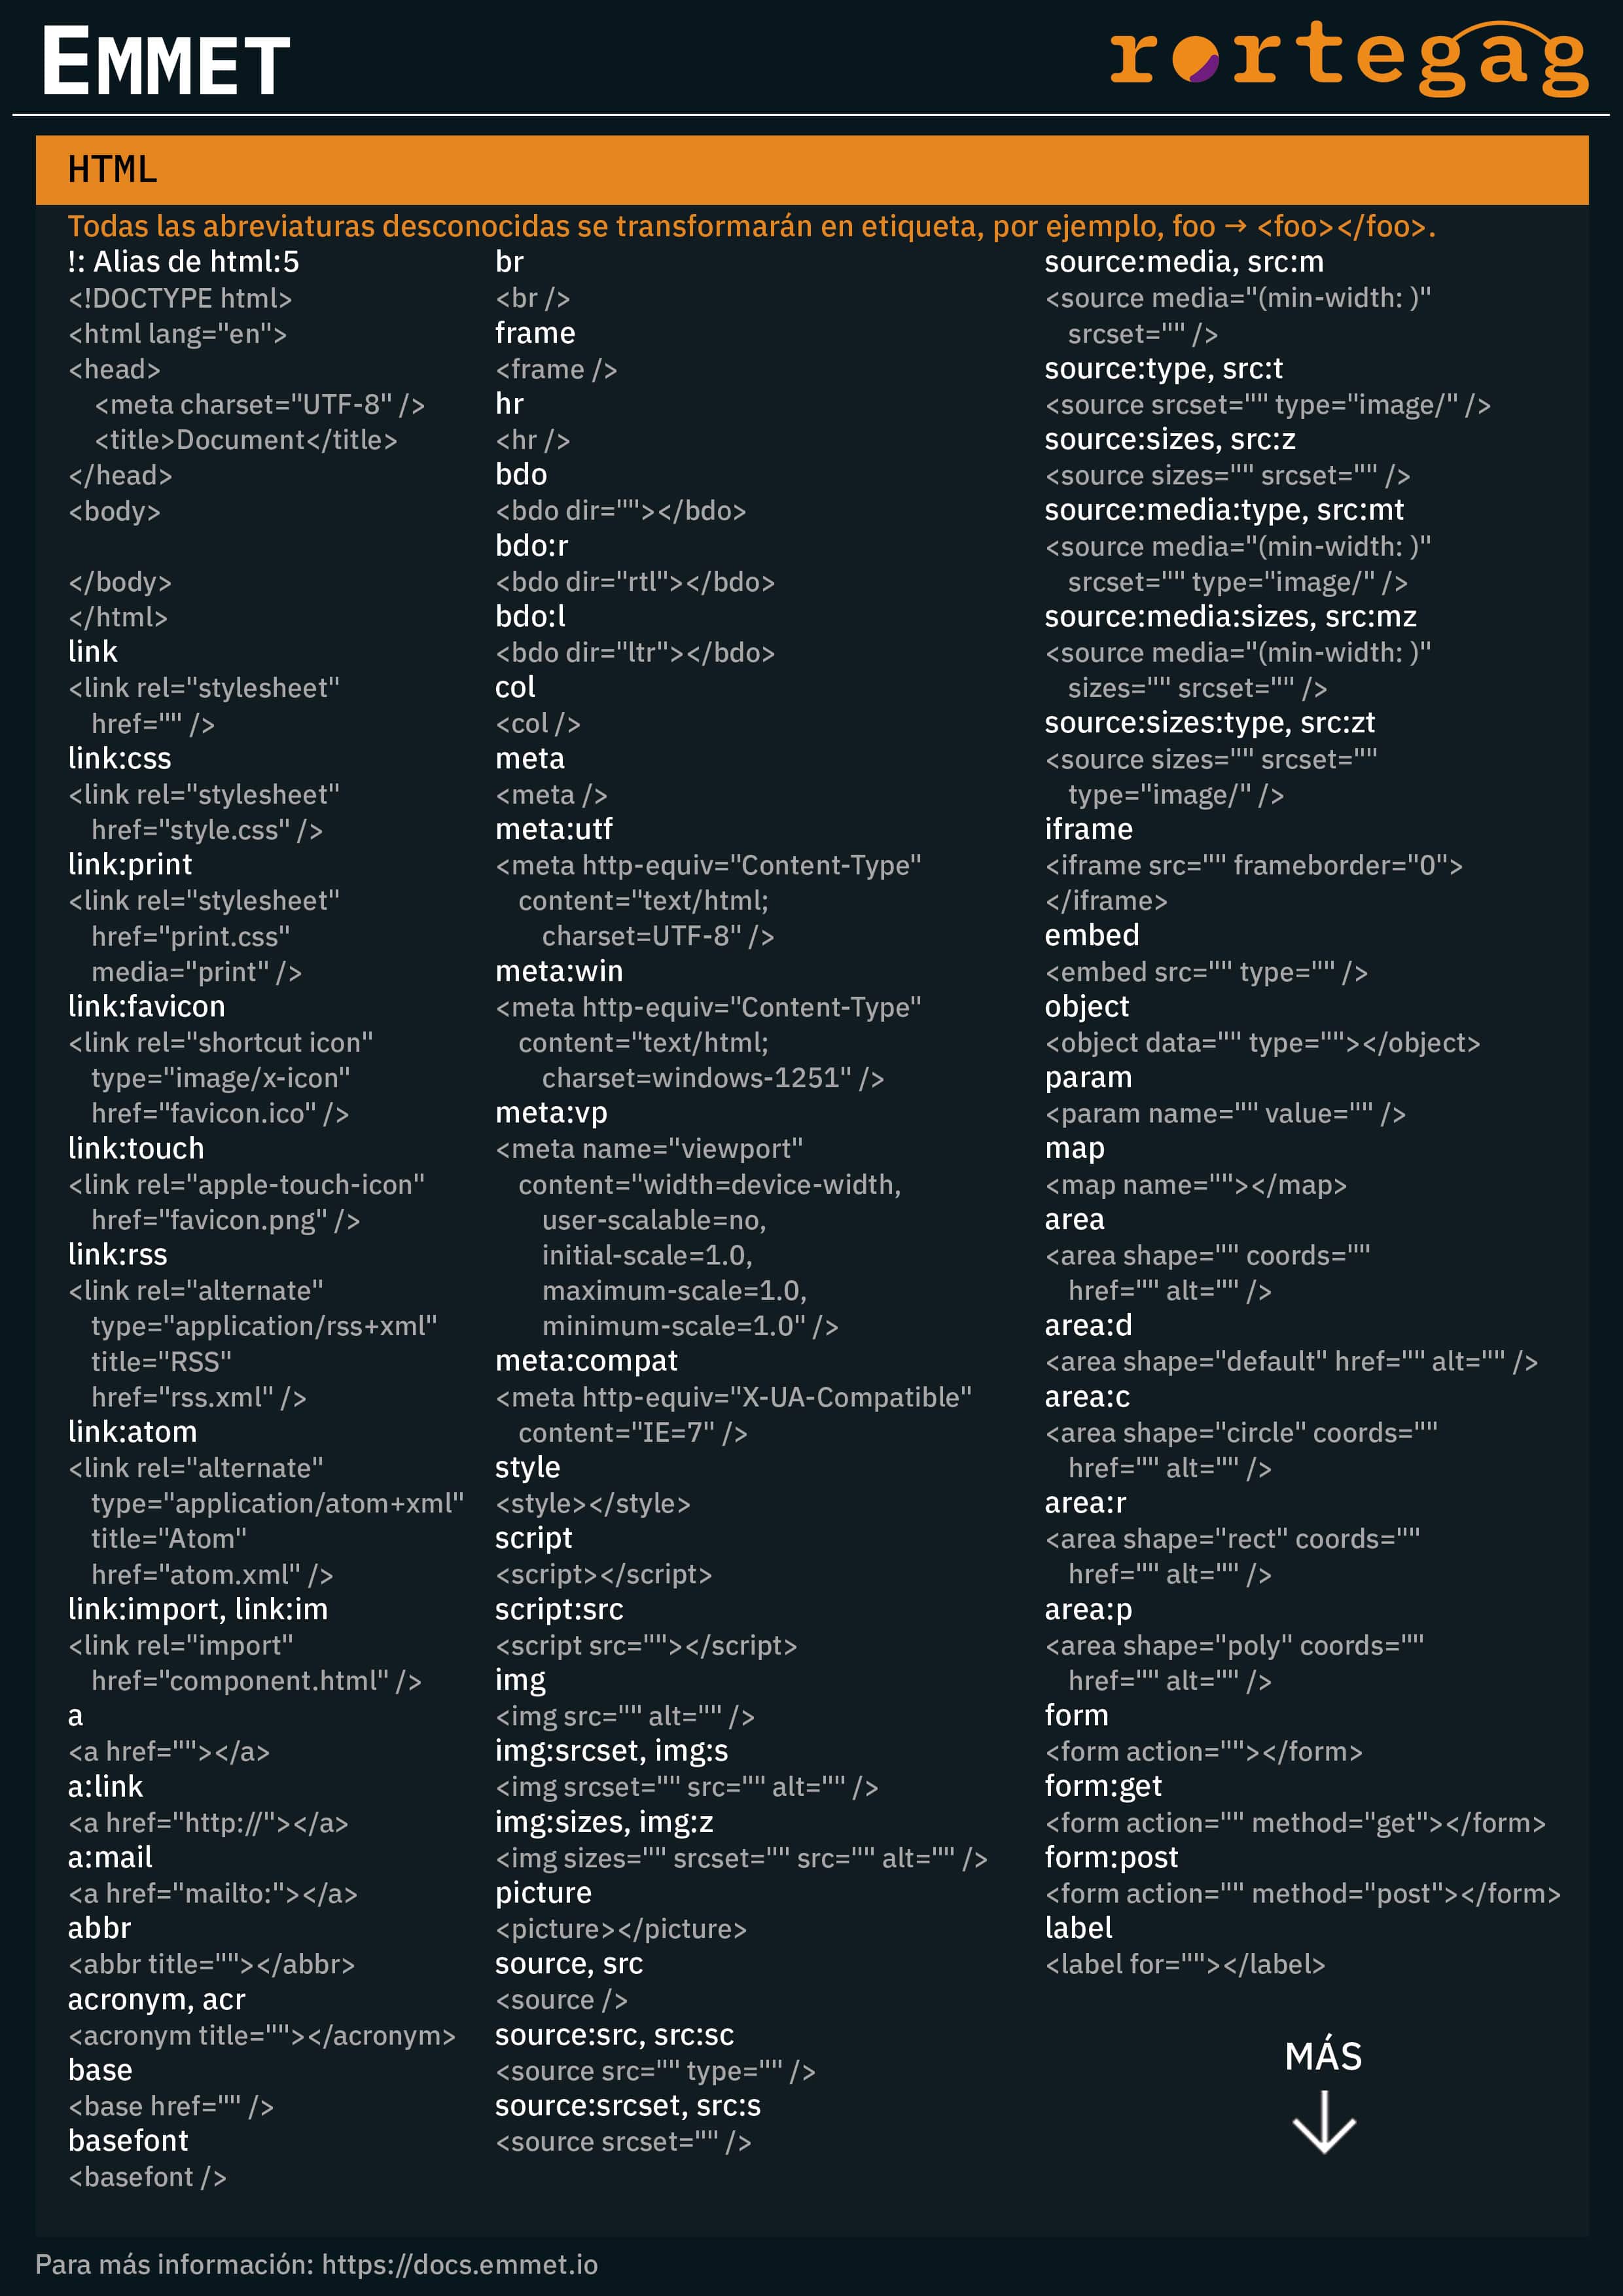 EMMET
rortegag
HTML
Todas las abreviaturas desconocidas se transformarán en etiqueta, por ejemplo, foo → <foo></foo>.
!: Alias de html:5
<!DOCTYPE html>
<html lang="en">
<head>
<meta charset="UTF-8" />
<title>Document</title>
</head>
<body>
</body>
</html>
link
<link rel="stylesheet"
href="" />
link:css
<link rel="stylesheet"
href="style.css" />
link:print
<link rel="stylesheet"
href="print.css"
media="print" />
link:favicon
<link rel="shortcut icon"
type="image/x-icon"
href="favicon.ico" />
link:touch
<link rel="apple-touch-icon"
href="favicon.png" />
link:rss
<link rel="alternate"
type="application/rss+xml"
title="RSS"
href="rss.xml" />
link:atom
<link rel="alternate"
type="application/atom+xml"
title="Atom"
href="atom.xml" />
link:import, link:im
<link rel="import"
href="component.html" />
a
<a href=""></a>
a:link
<a href="http://"></a>
a:mail
<a href="mailto:"></a>
abbr
<abbr title=""></abbr>
acronym, acr
<acronym title=""></acronym>
base
<base href="" />
basefont
<basefont />
br
<br />
frame
<frame />
hr
<hr />
bdo
<bdo dir=""></bdo>
bdo:r
<bdo dir="rtl"></bdo>
bdo:l
<bdo dir="ltr"></bdo>
col
<col />
meta
<meta />
meta:utf
<meta http-equiv="Content-Type"
content="text/html;
charset=UTF-8" />
meta:win
<meta http-equiv="Content-Type"
content="text/html;
charset=windows-1251" />
meta:vp
<meta name="viewport"
content="width=device-width,
user-scalable=no,
initial-scale=1.0,
maximum-scale=1.0,
minimum-scale=1.0" />
meta:compat
<meta http-equiv="X-UA-Compatible"
content="IE=7" />
style
<style></style>
script
<script></script>
script:src
<script src=""></script>
img
<img src="" alt="" />
img:srcset, img:s
<img srcset="" src="" alt="" />
img:sizes, img:z
<img sizes="" srcset="" src="" alt="" />
picture
<picture></picture>
source, src
<source />
source:src, src:sc
<source src="" type="" />
source:srcset, src:s
<source srcset="" />
source:media, src:m
<source media="(min-width: )"
srcset="" />
source:type, src:t
<source srcset="" type="image/" />
source:sizes, src:z
<source sizes="" srcset="" />
source:media:type, src:mt
<source media="(min-width: )"
srcset="" type="image/" />
source:media:sizes, src:mz
<source media="(min-width: )"
sizes="" srcset="" />
source:sizes:type, src:zt
<source sizes="" srcset=""
type="image/" />
iframe
<iframe src="" frameborder="0">
</iframe>
embed
<embed src="" type="" />
object
<object data="" type=""></object>
param
<param name="" value="" />
map
<map name=""></map>
area
<area shape="" coords=""
href="" alt="" />
area:d
<area shape="default" href="" alt="" />
area:c
<area shape="circle" coords=""
href="" alt="" />
area:r
<area shape="rect" coords=""
href="" alt="" />
area:p
<area shape="poly" coords=""
href="" alt="" />
form
<form action=""></form>
form:get
<form action="" method="get"></form>
form:post
<form action="" method="post"></form>
label
<label for=""></label>
MÁS
↓
Para más información: https://docs.emmet.io